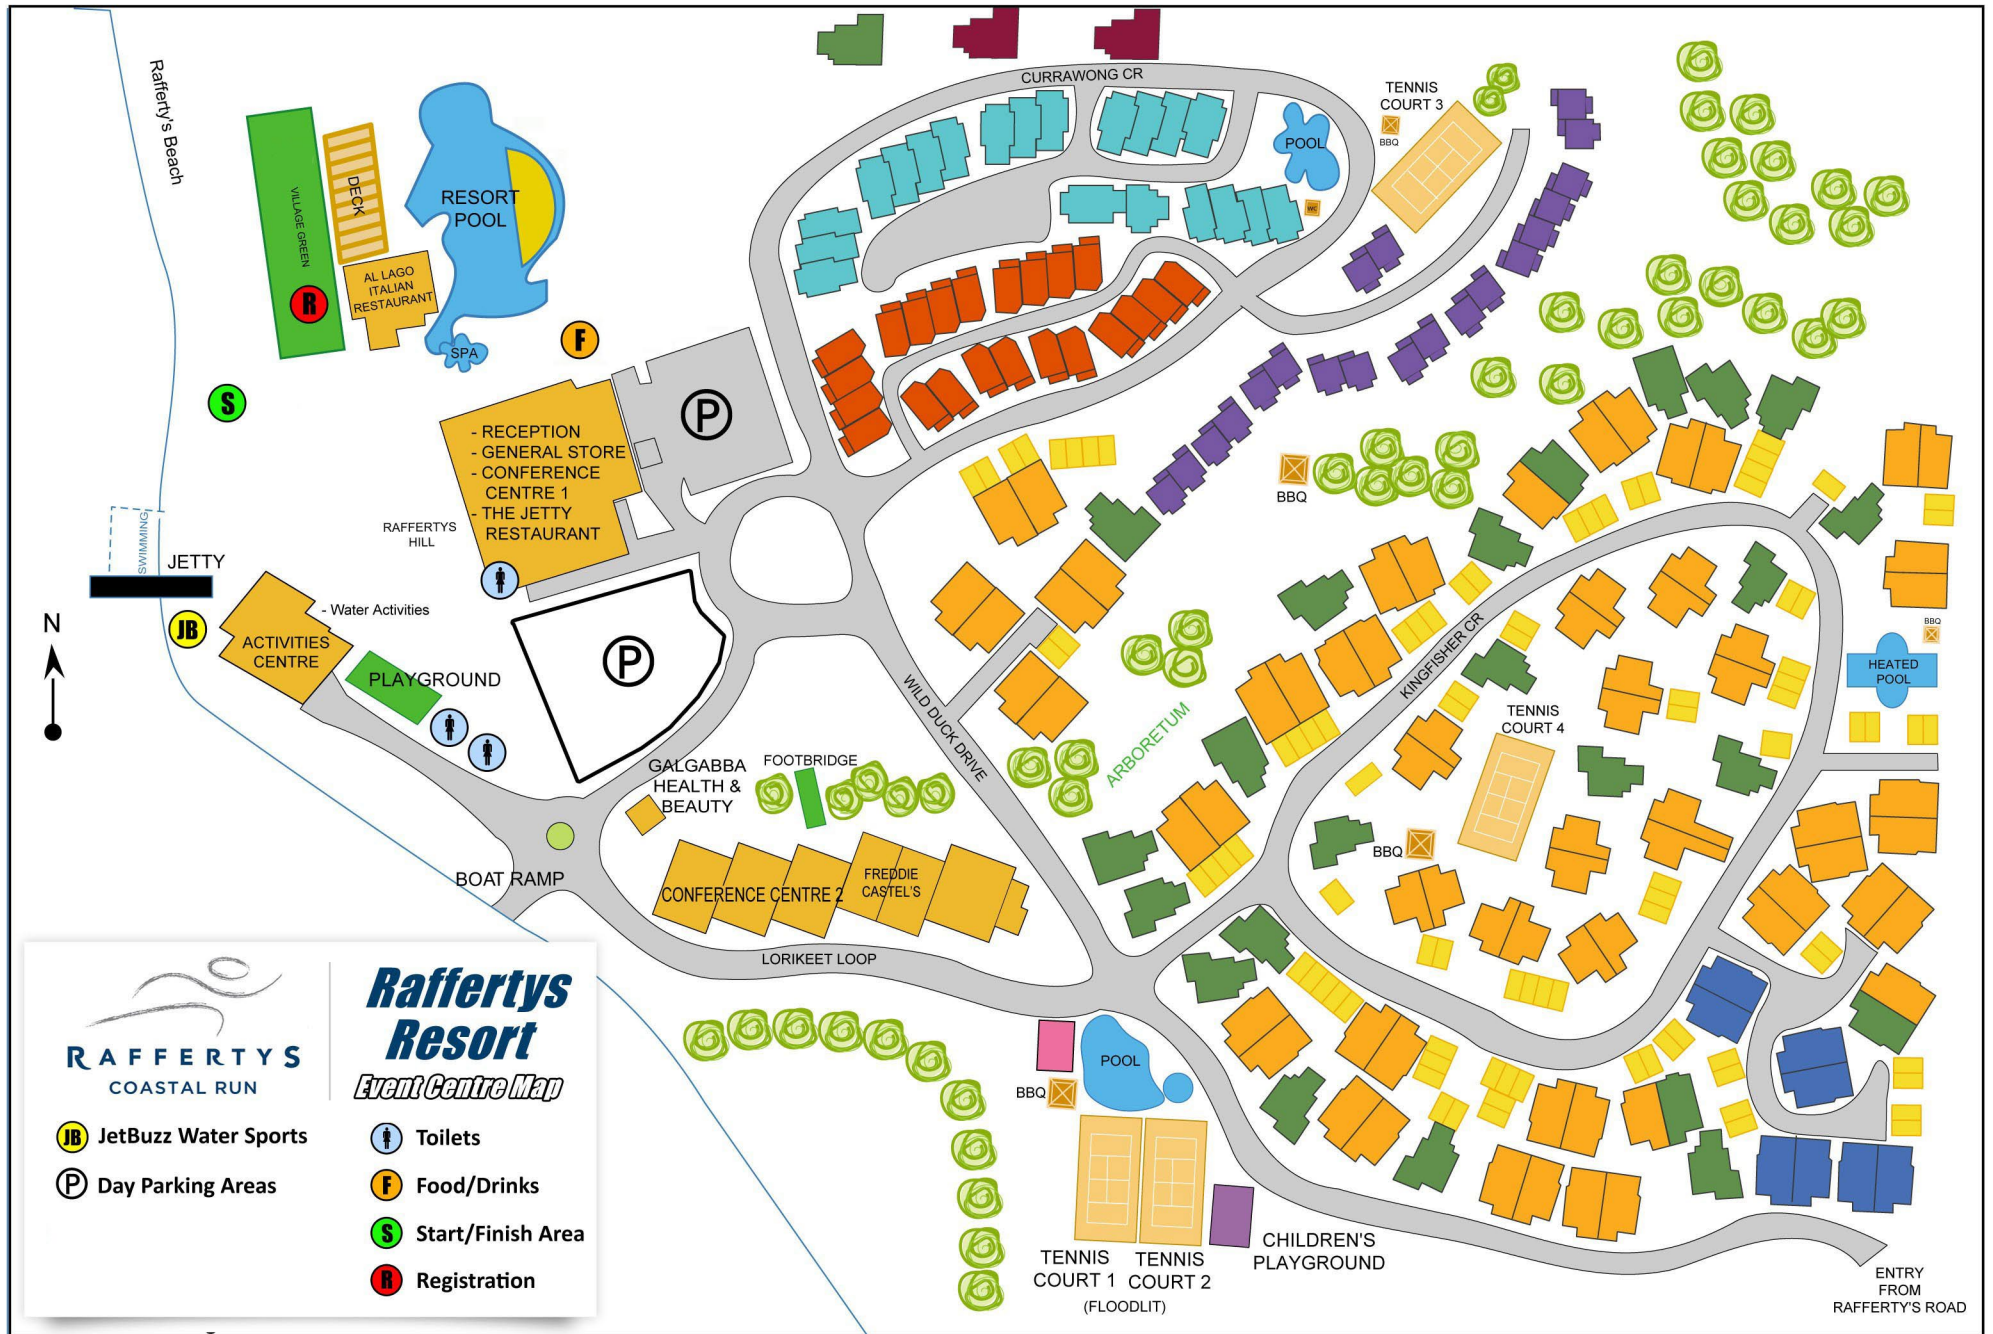 CURRAWONG CR
Rafferty's Beach
TENNIS
COURT 3
BBQ
POOL
WC
VILLAGE GREEN
DECK
RESORT
POOL
AL LAGO
ITALIAN
RESTAURANT
R
F
SPA
S
P
- RECEPTION
- GENERAL STORE
- CONFERENCE
CENTRE 1
- THE JETTY
RESTAURANT
RAFFERTYS
HILL
BBQ
SWIMMING
JETTY
- Water Activities
JB
ACTIVITIES
CENTRE
N
P
PLAYGROUND
WILD DUCK DRIVE
KINGFISHER CR
BBQ
HEATED
POOL
TENNIS
COURT 4
ARBORETUM
GALGABBA
HEALTH &
BEAUTY
FOOTBRIDGE
BBQ
BOAT RAMP
CONFERENCE CENTRE 2
FREDDIE
CASTEL'S
LORIKEET LOOP
POOL
BBQ
TENNIS
COURT 1
TENNIS
COURT 2
(FLOODLIT)
CHILDREN'S
PLAYGROUND
ENTRY
FROM
RAFFERTY'S ROAD
RAFFERTYS
COASTAL RUN
Raffertys
Resort
Event Centre Map
JB JetBuzz Water Sports
P Day Parking Areas
Toilets
F Food/Drinks
S Start/Finish Area
R Registration